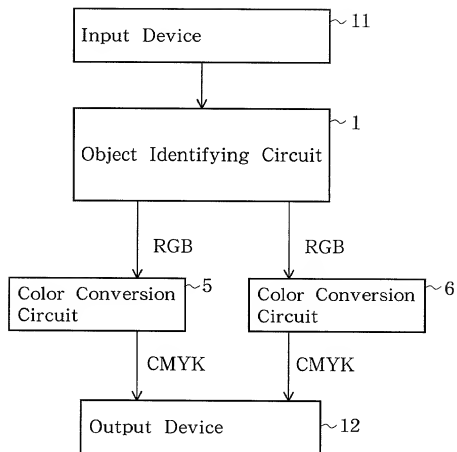 11
Input Device
1
Object Identifying Circuit
RGB
RGB
Color Conversion
Circuit
5
Color Conversion
Circuit
6
CMYK
CMYK
Output Device
12